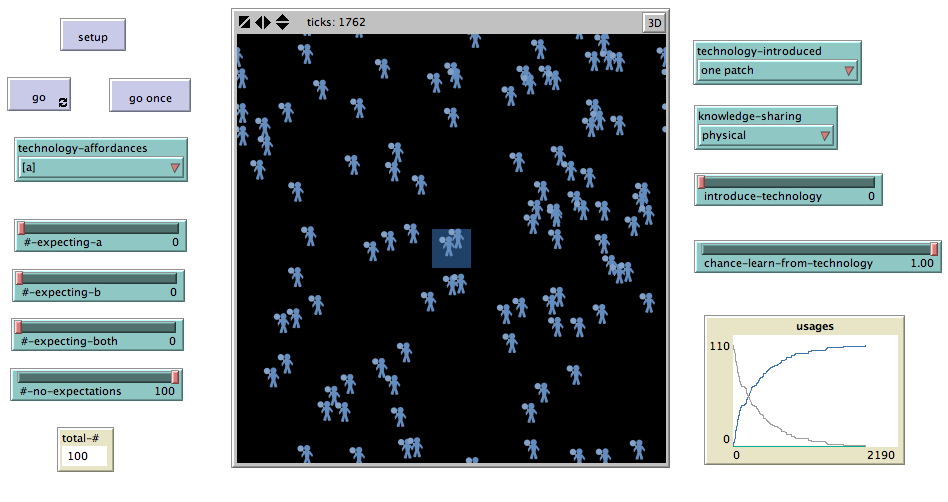 setup
go
go once
technology-affordances
[a]
#-expecting-a 0
#-expecting-b 0
#-expecting-both 0
#-no-expectations 100
total-#
100
ticks: 1762
3D
technology-introduced
one patch
knowledge-sharing
physical
introduce-technology 0
chance-learn-from-technology 1.00
usages
110
0
0 2190